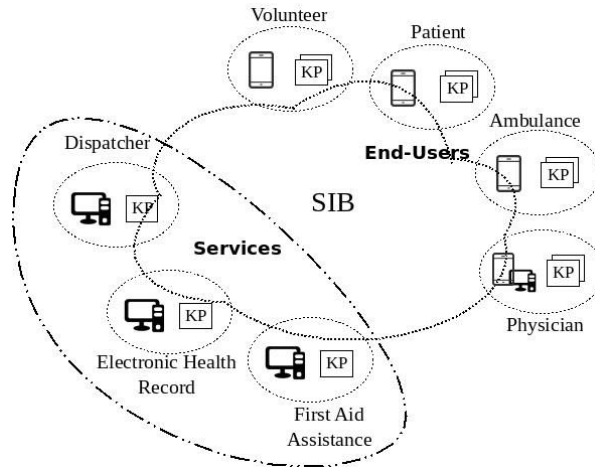 Volunteer
Patient
KP
KP
Ambulance
Dispatcher
End-Users
KP
KP
SIB
Services
KP
KP
Physician
Electronic Health
Record
KP
First Aid
Assistance